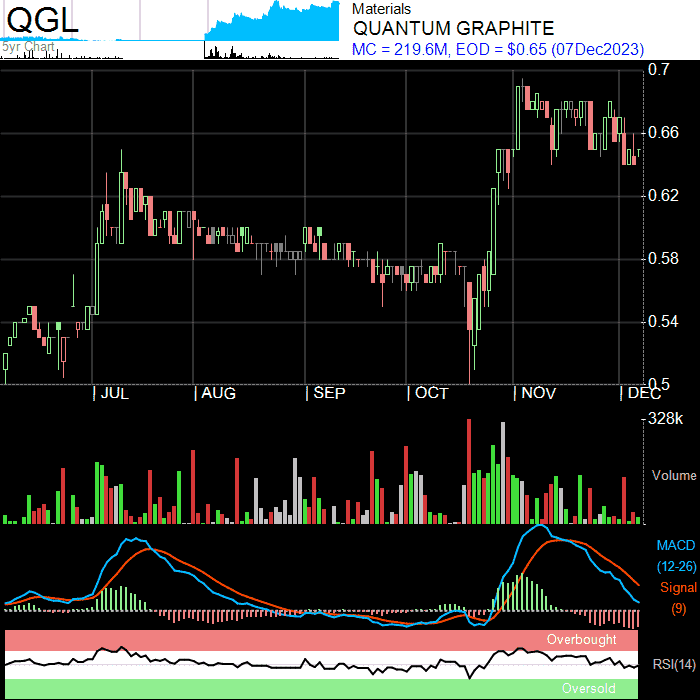 QGL
5yr Chart
Materials
QUANTUM GRAPHITE
MC = 219.6M, EOD = $0.65 (07Dec2023)
0.7
0.66
0.62
0.58
0.54
0.5
JUL
AUG
SEP
OCT
NOV
DEC
328k
Volume
MACD
(12-26)
Signal
(9)
Overbought
RSI(14)
Oversold